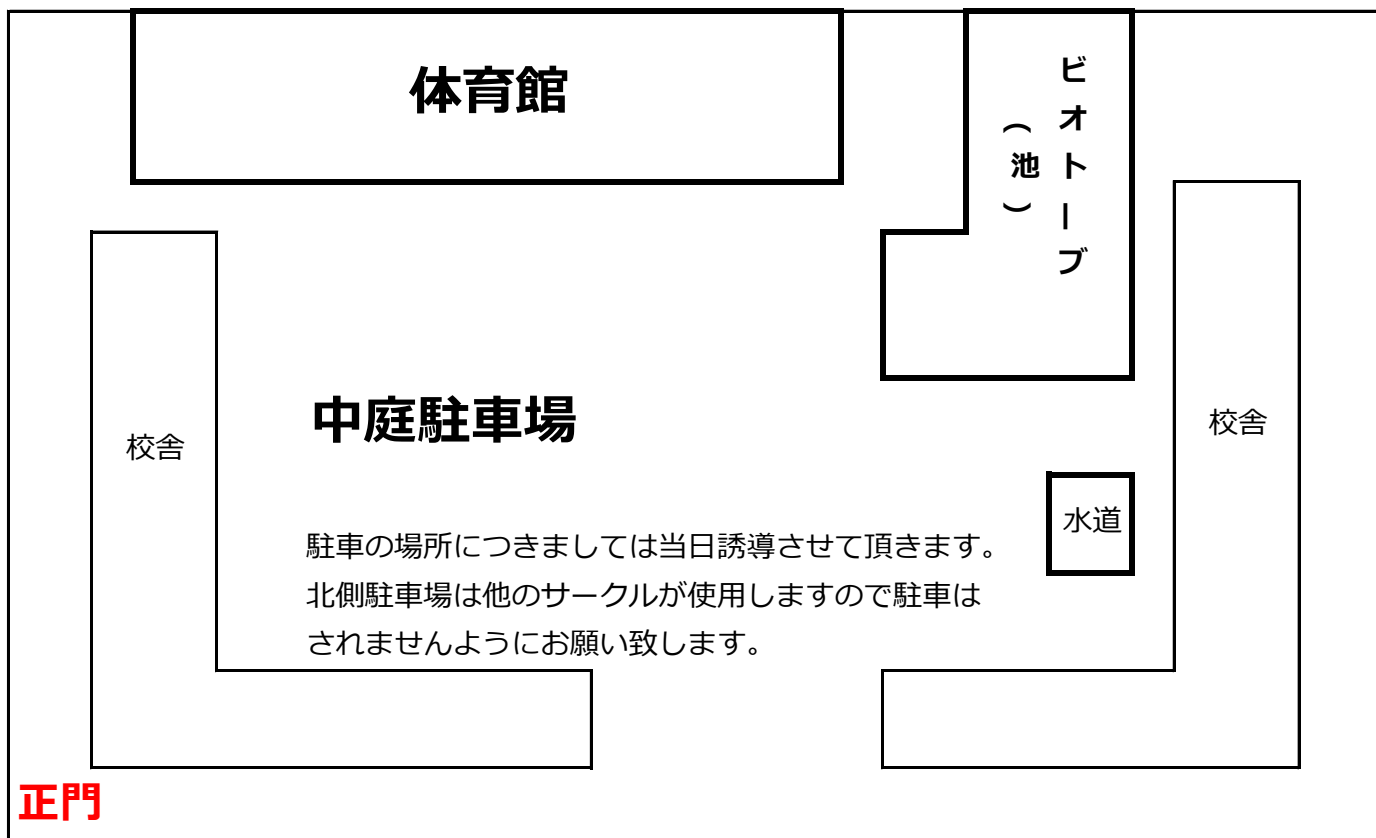 体育館
ビオトーブ
（池）
中庭駐車場
校舎
校舎
水道
駐車の場所につきましては当日誘導させて頂きます。
北側駐車場は他のサークルが使用しますので駐車は
されませんようにお願い致します。
正門